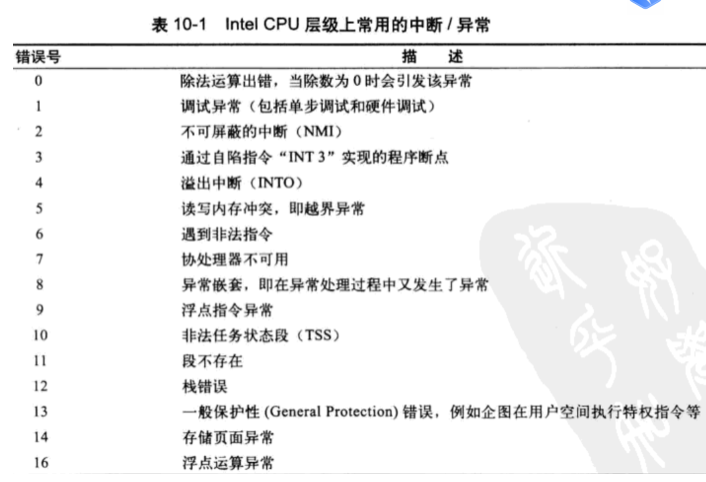 表 10-1 Intel CPU 层级上常用的中断 / 异常
错误号 描 述
0 除法运算出错，当除数为 0 时会引发该异常
1 调试异常（包括单步调试和硬件调试）
2 不可屏蔽的中断（NMI）
3 通过自陷指令“INT 3”实现的程序断点
4 溢出中断（INTO）
5 读写内存冲突，即越界异常
6 遇到非法指令
7 协处理器不可用
8 异常嵌套，即在异常处理过程中又发生了异常
9 浮点指令异常
10 非法任务状态段（TSS）
11 段不存在
12 栈错误
13 一般保护性 (General Protection) 错误，例如企图在用户空间执行特权指令等
14 存储页面异常
16 浮点运算异常